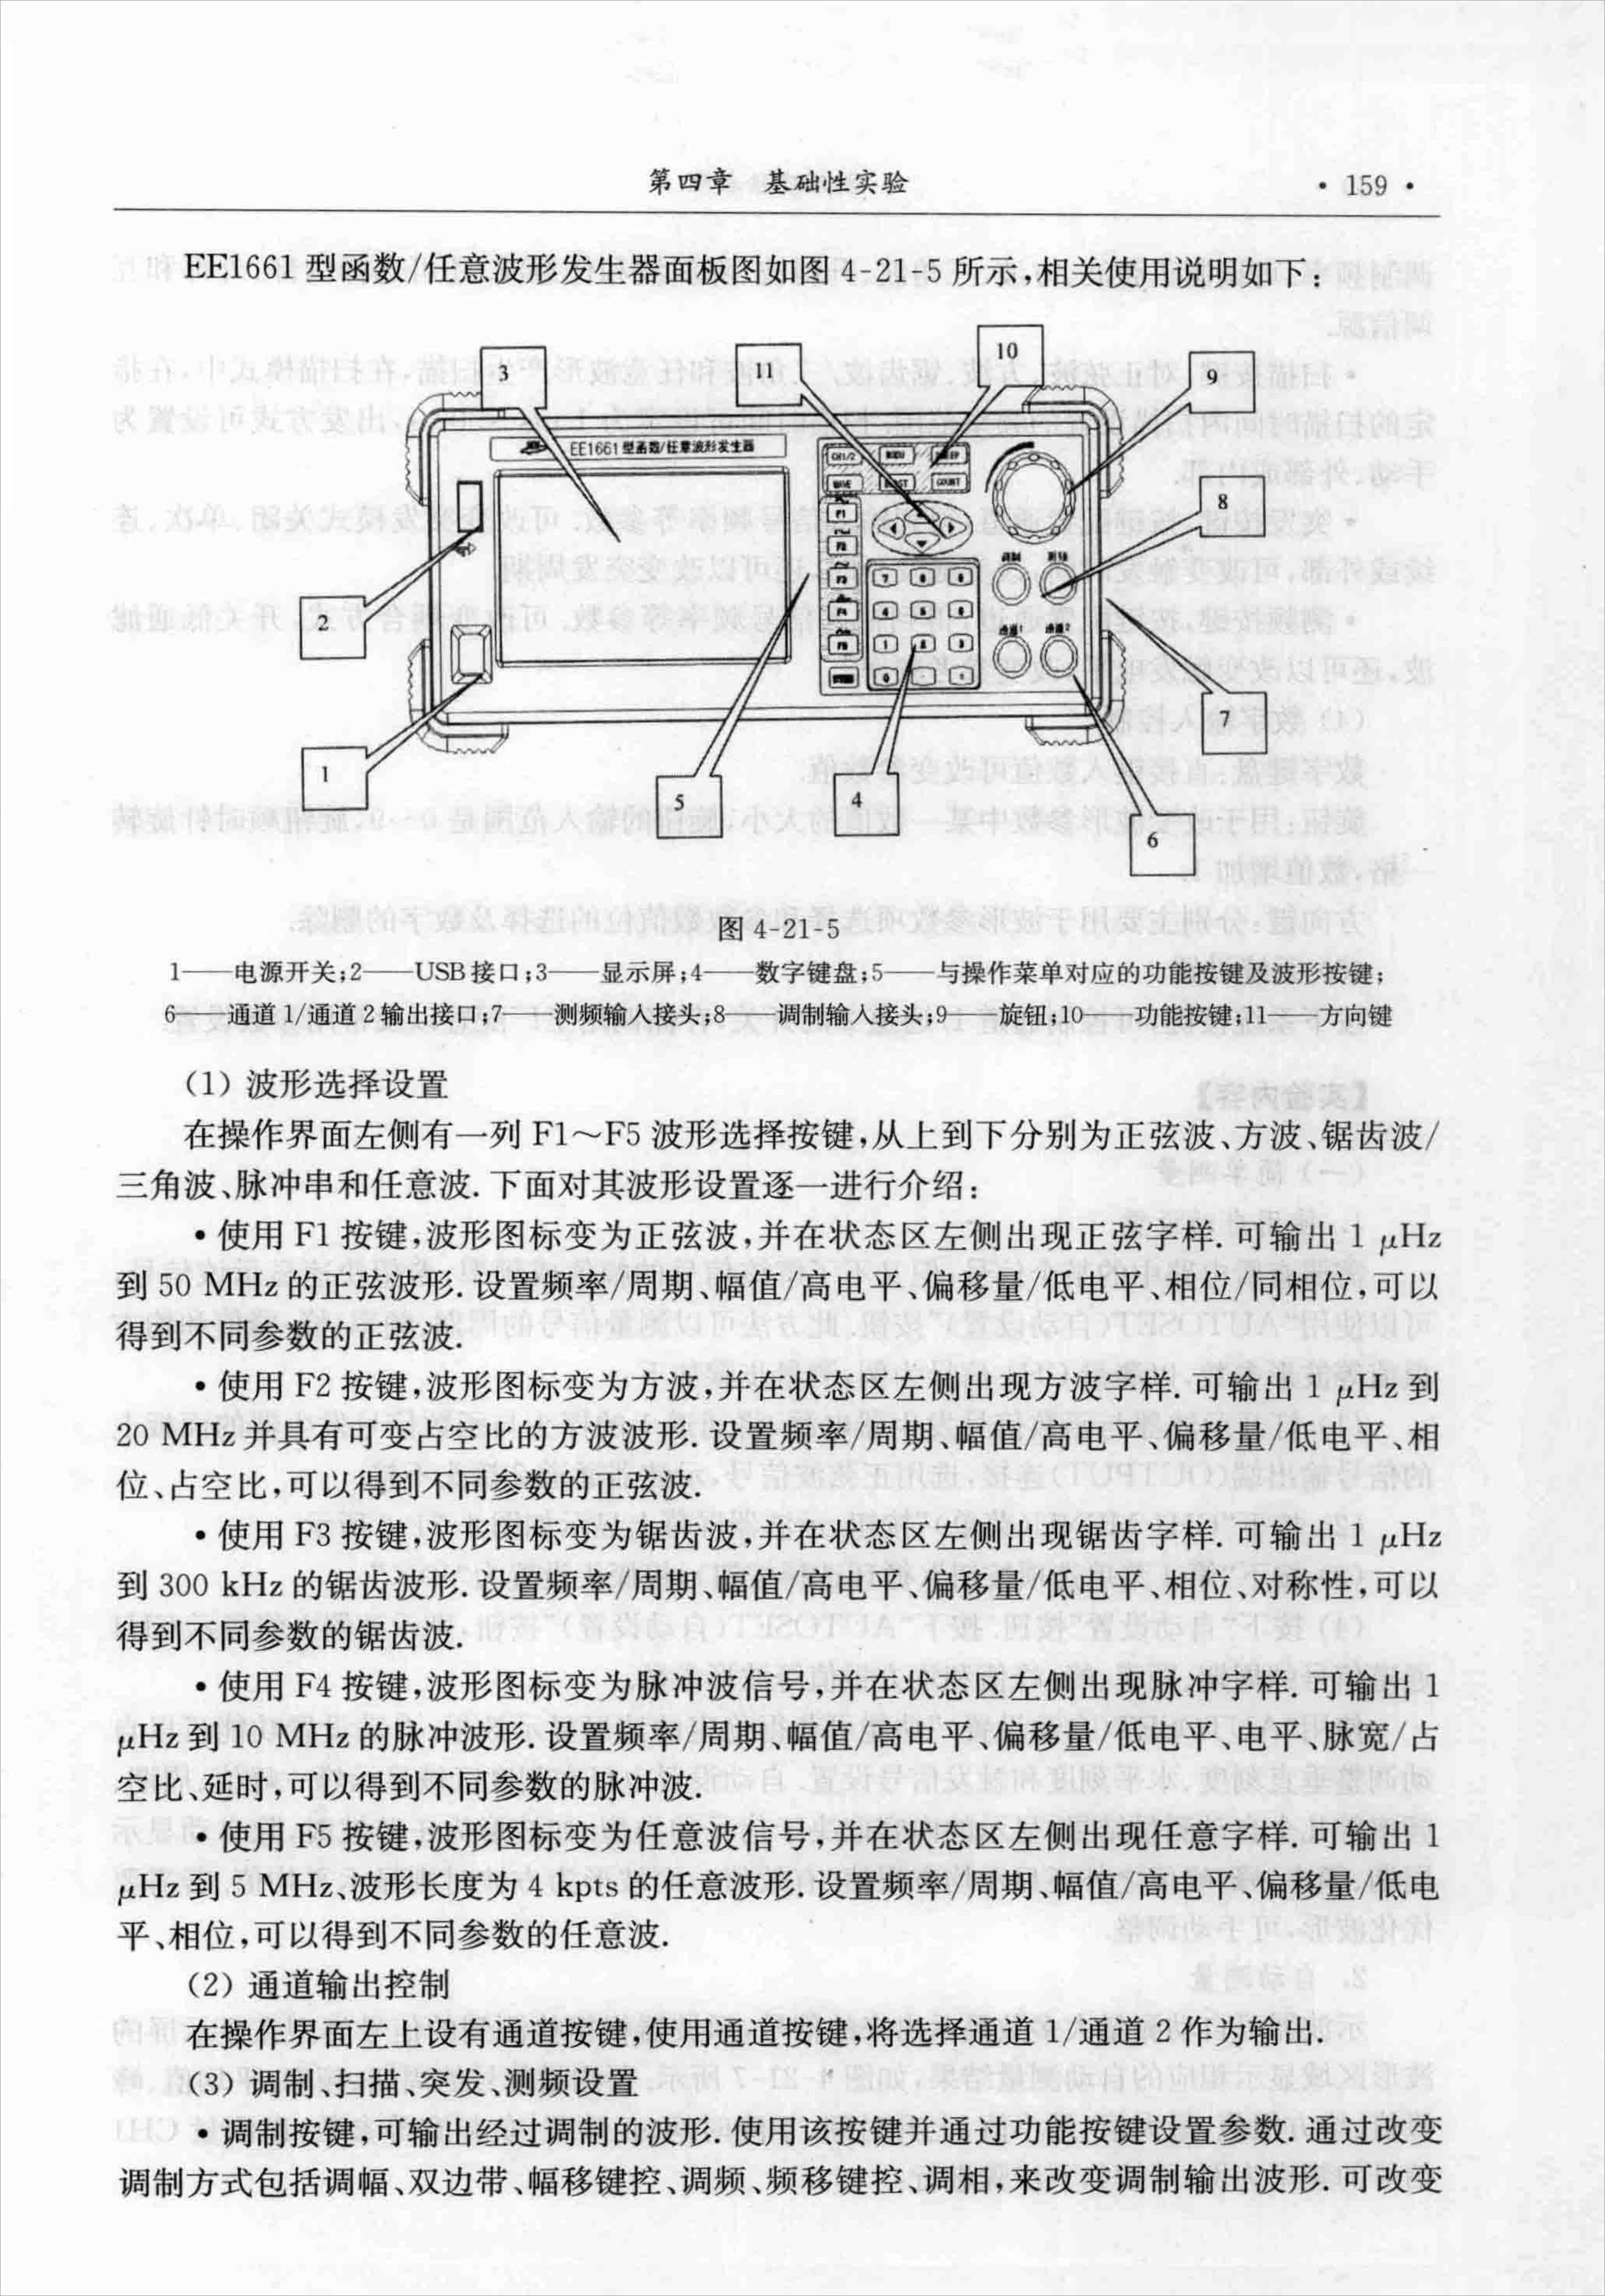 第四章 基础性实验 · 159 ·
EE1661 型函数/任意波形发生器面板图如图 4-21-5 所示,相关使用说明如下:
3
11
10
9
EE1661型函数/任意波形发生器
CH1/2
WAVE
COUNT
F1
F2
F3
F4
F5
8
2
7
1
5
4
6
图 4-21-5
1——电源开关;2——USB接口;3——显示屏;4——数字键盘;5——与操作菜单对应的功能按键及波形按键;
6——通道 1/通道 2 输出接口;7——测频输入接头;8——调制输入接头;9——旋钮;10——功能按键;11——方向键
(1) 波形选择设置
在操作界面左侧有一列 F1~F5 波形选择按键,从上到下分别为正弦波、方波、锯齿波/
三角波、脉冲串和任意波. 下面对其波形设置逐一进行介绍:
· 使用 F1 按键,波形图标变为正弦波,并在状态区左侧出现正弦字样. 可输出 1 μHz
到 50 MHz 的正弦波形. 设置频率/周期、幅值/高电平、偏移量/低电平、相位/同相位,可以
得到不同参数的正弦波.
· 使用 F2 按键,波形图标变为方波,并在状态区左侧出现方波字样. 可输出 1 μHz 到
20 MHz 并具有可变占空比的方波波形. 设置频率/周期、幅值/高电平、偏移量/低电平、相
位、占空比,可以得到不同参数的正弦波.
· 使用 F3 按键,波形图标变为锯齿波,并在状态区左侧出现锯齿字样. 可输出 1 μHz
到 300 kHz 的锯齿波形. 设置频率/周期、幅值/高电平、偏移量/低电平、相位、对称性,可以
得到不同参数的锯齿波.
· 使用 F4 按键,波形图标变为脉冲波信号,并在状态区左侧出现脉冲字样. 可输出 1
μHz 到 10 MHz 的脉冲波形. 设置频率/周期、幅值/高电平、偏移量/低电平、电平、脉宽/占
空比、延时,可以得到不同参数的脉冲波.
· 使用 F5 按键,波形图标变为任意波信号,并在状态区左侧出现任意字样. 可输出 1
μHz 到 5 MHz、波形长度为 4 kpts 的任意波形. 设置频率/周期、幅值/高电平、偏移量/低电
平、相位,可以得到不同参数的任意波.
(2) 通道输出控制
在操作界面左上设有通道按键,使用通道按键,将选择通道 1/通道 2 作为输出.
(3) 调制、扫描、突发、测频设置
· 调制按键,可输出经过调制的波形. 使用该按键并通过功能按键设置参数. 通过改变
调制方式包括调幅、双边带、幅移键控、调频、频移键控、调相,来改变调制输出波形. 可改变